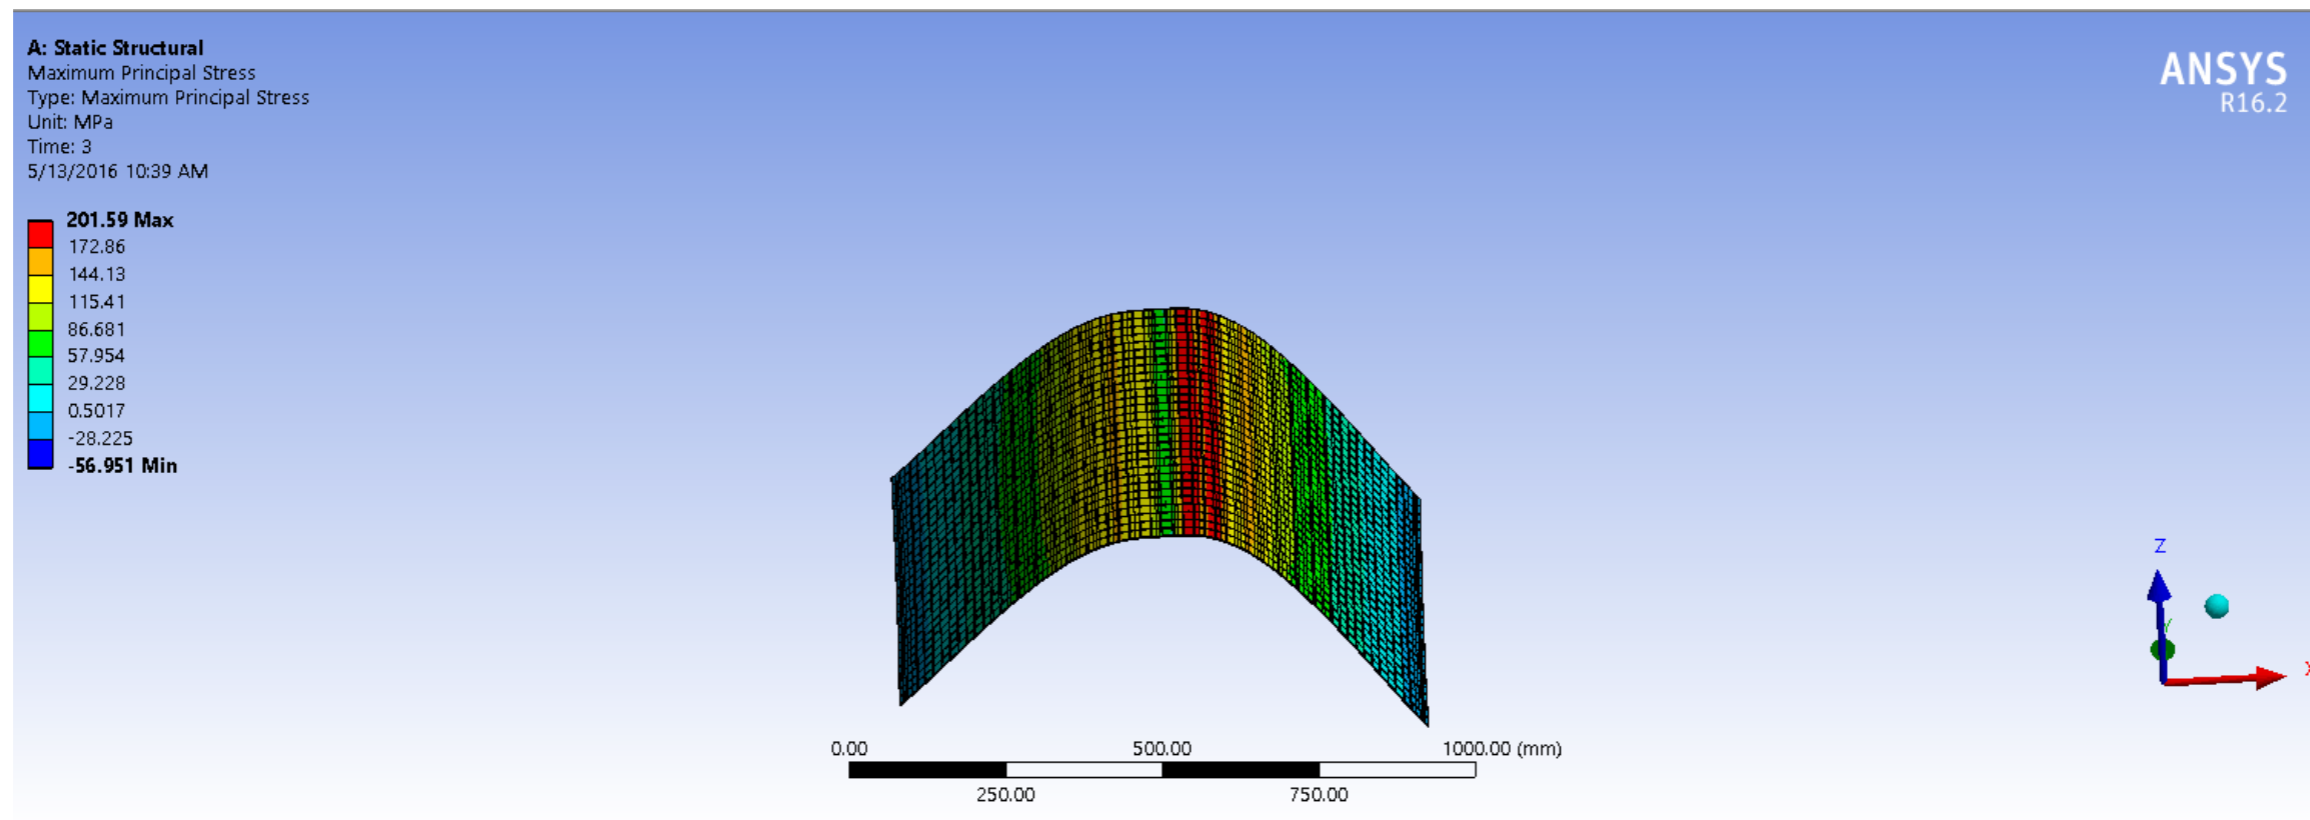 A: Static Structural
Maximum Principal Stress
Type: Maximum Principal Stress
Unit: MPa
Time: 3
5/13/2016 10:39 AM
201.59 Max
172.86
144.13
115.41
86.681
57.954
29.228
0.5017
-28.225
-56.951 Min
ANSYS
R16.2
0.00 500.00 1000.00 (mm)
250.00 750.00
Z
Y
X